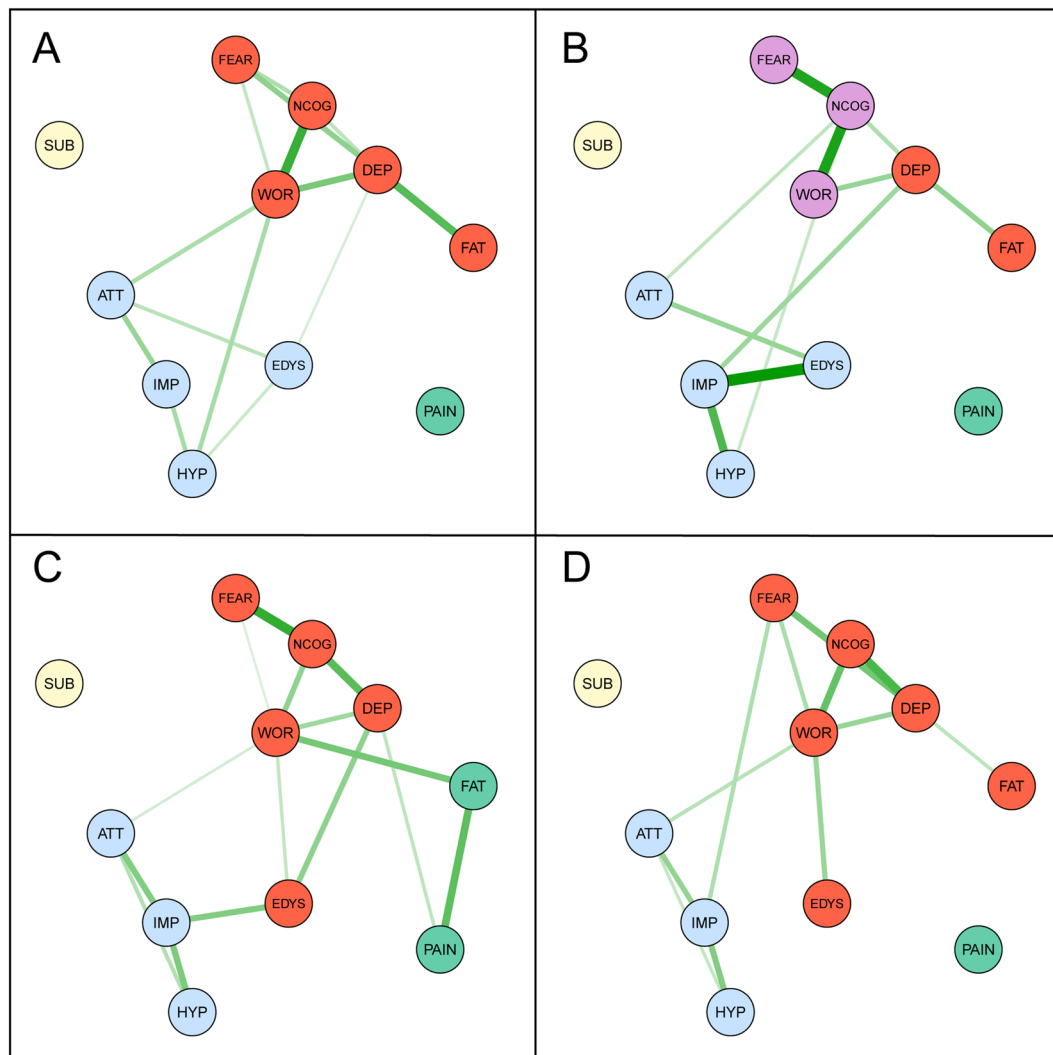 A
FEAR
NCOG
SUB
DEP
WOR
FAT
ATT
EDYS
IMP
PAIN
HYP
B
FEAR
NCOG
SUB
DEP
WOR
FAT
ATT
EDYS
IMP
PAIN
HYP
C
FEAR
NCOG
SUB
DEP
WOR
FAT
ATT
EDYS
IMP
PAIN
HYP
D
FEAR
NCOG
SUB
DEP
WOR
FAT
ATT
EDYS
IMP
PAIN
HYP